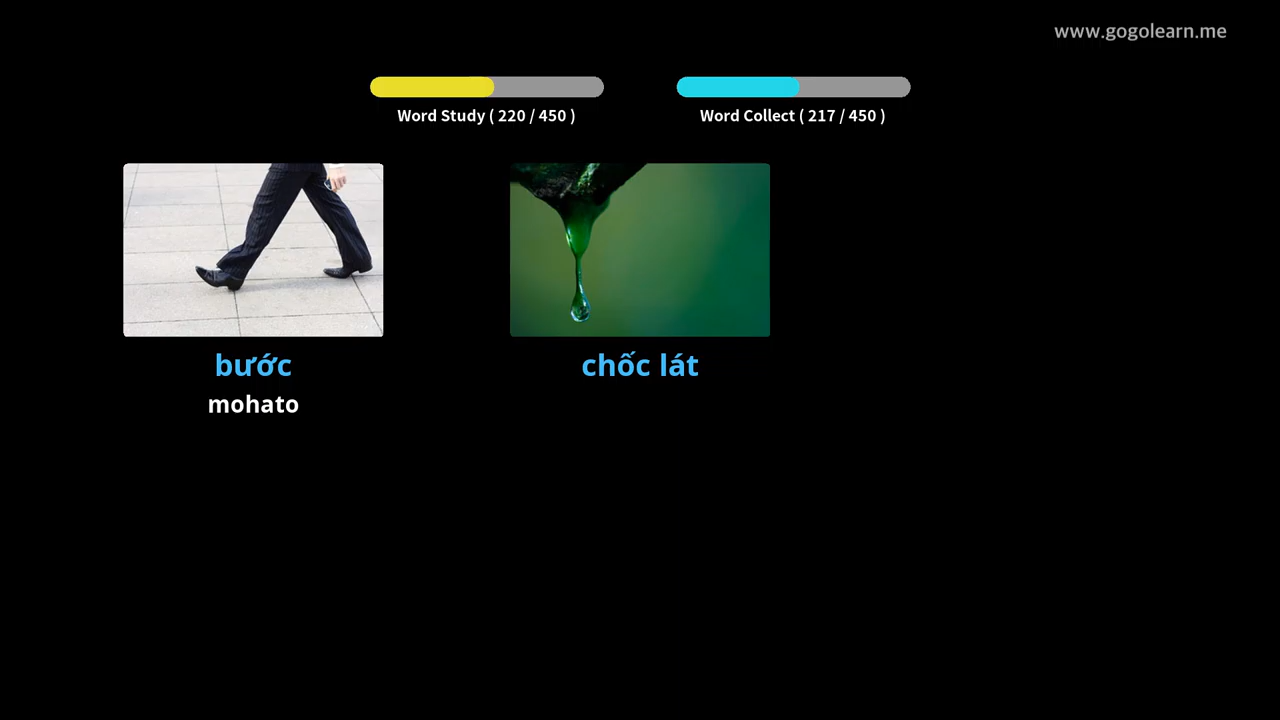 www.gogolearn.me
Word Study ( 220 / 450 )
Word Collect ( 217 / 450 )
bước
mohato
chốc lát